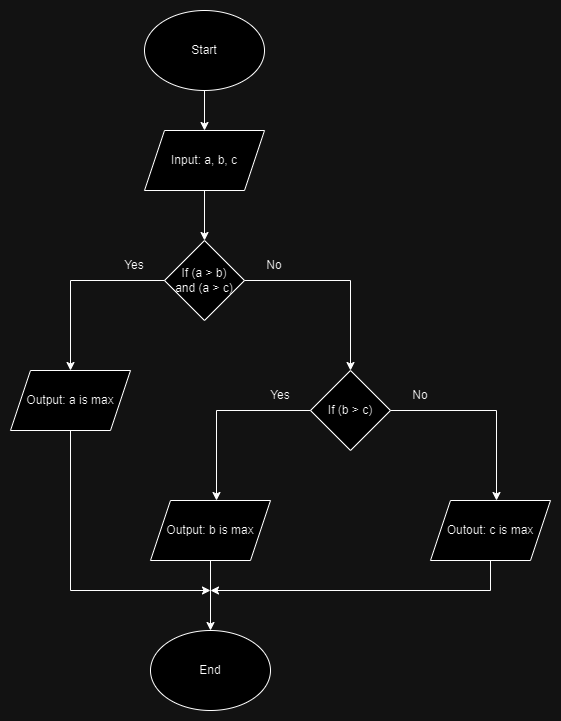 Start
Input: a, b, c
Yes
No
If (a > b)
and (a > c)
Output: a is max
Yes
No
If (b > c)
Output: b is max
Outout: c is max
End